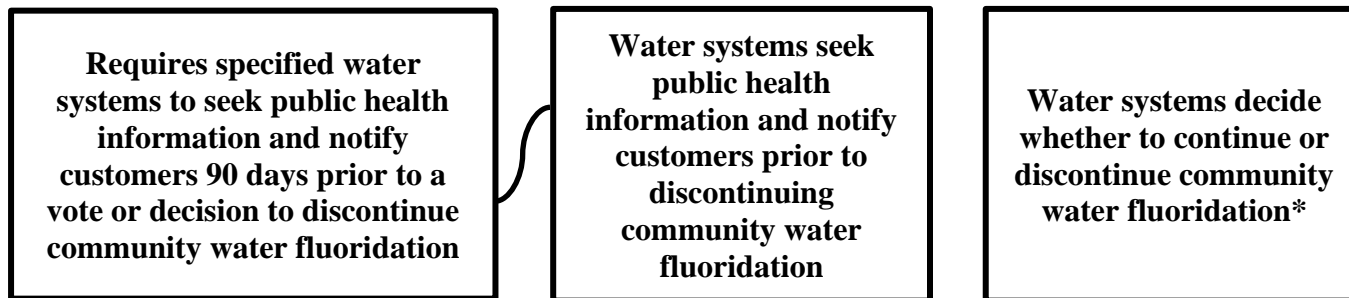 Requires specified water
systems to seek public health
information and notify
customers 90 days prior to a
vote or decision to discontinue
community water fluoridation
Water systems seek
public health
information and notify
customers prior to
discontinuing
community water
fluoridation
Water systems decide
whether to continue or
discontinue community
water fluoridation*